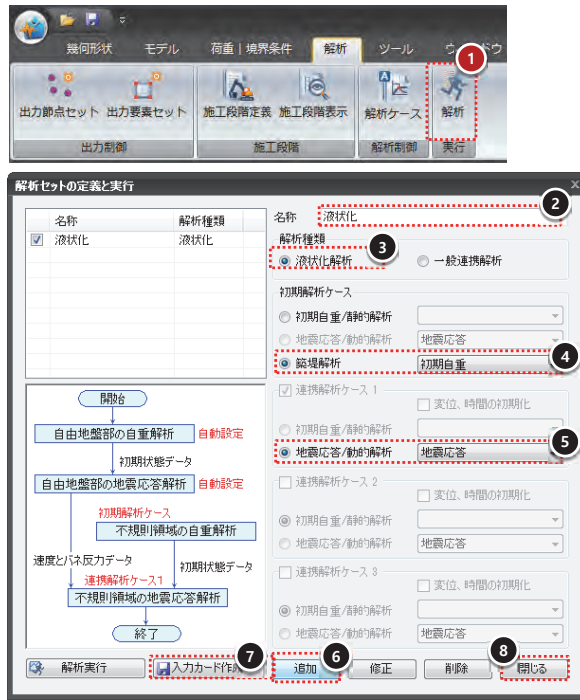 幾何形状 モデル 荷重|境界条件 解析 ツール
1
出力節点セット 出力要素セット 施工段階定義 施工段階表示 解析ケース 解析
出力制御 施工段階 解析制御 実行
解析セットの定義と実行
2
名称 解析種類
液状化 液状化
名称 液状化
解析種類
3
液状化解析 一般連携解析
初期解析ケース
初期自重/静的解析
地震応答/動的解析 地震応答
4
築堤解析 初期自重
連携解析ケース 1
変位、時間の初期化
初期自重/静的解析
5
地震応答/動的解析 地震応答
連携解析ケース 2
変位、時間の初期化
初期自重/静的解析
地震応答/動的解析 地震応答
連携解析ケース 3
変位、時間の初期化
初期自重/静的解析
地震応答/動的解析 地震応答
開始
自由地盤部の自重解析 自動設定
初期状態データ
自由地盤部の地震応答解析 自動設定
初期解析ケース
不規則領域の自重解析
速度とバネ反力データ 初期状態データ
連携解析ケース1
不規則領域の地震応答解析
終了
7 6 8
解析実行 入力カード作 追加 修正 削除 閉じる